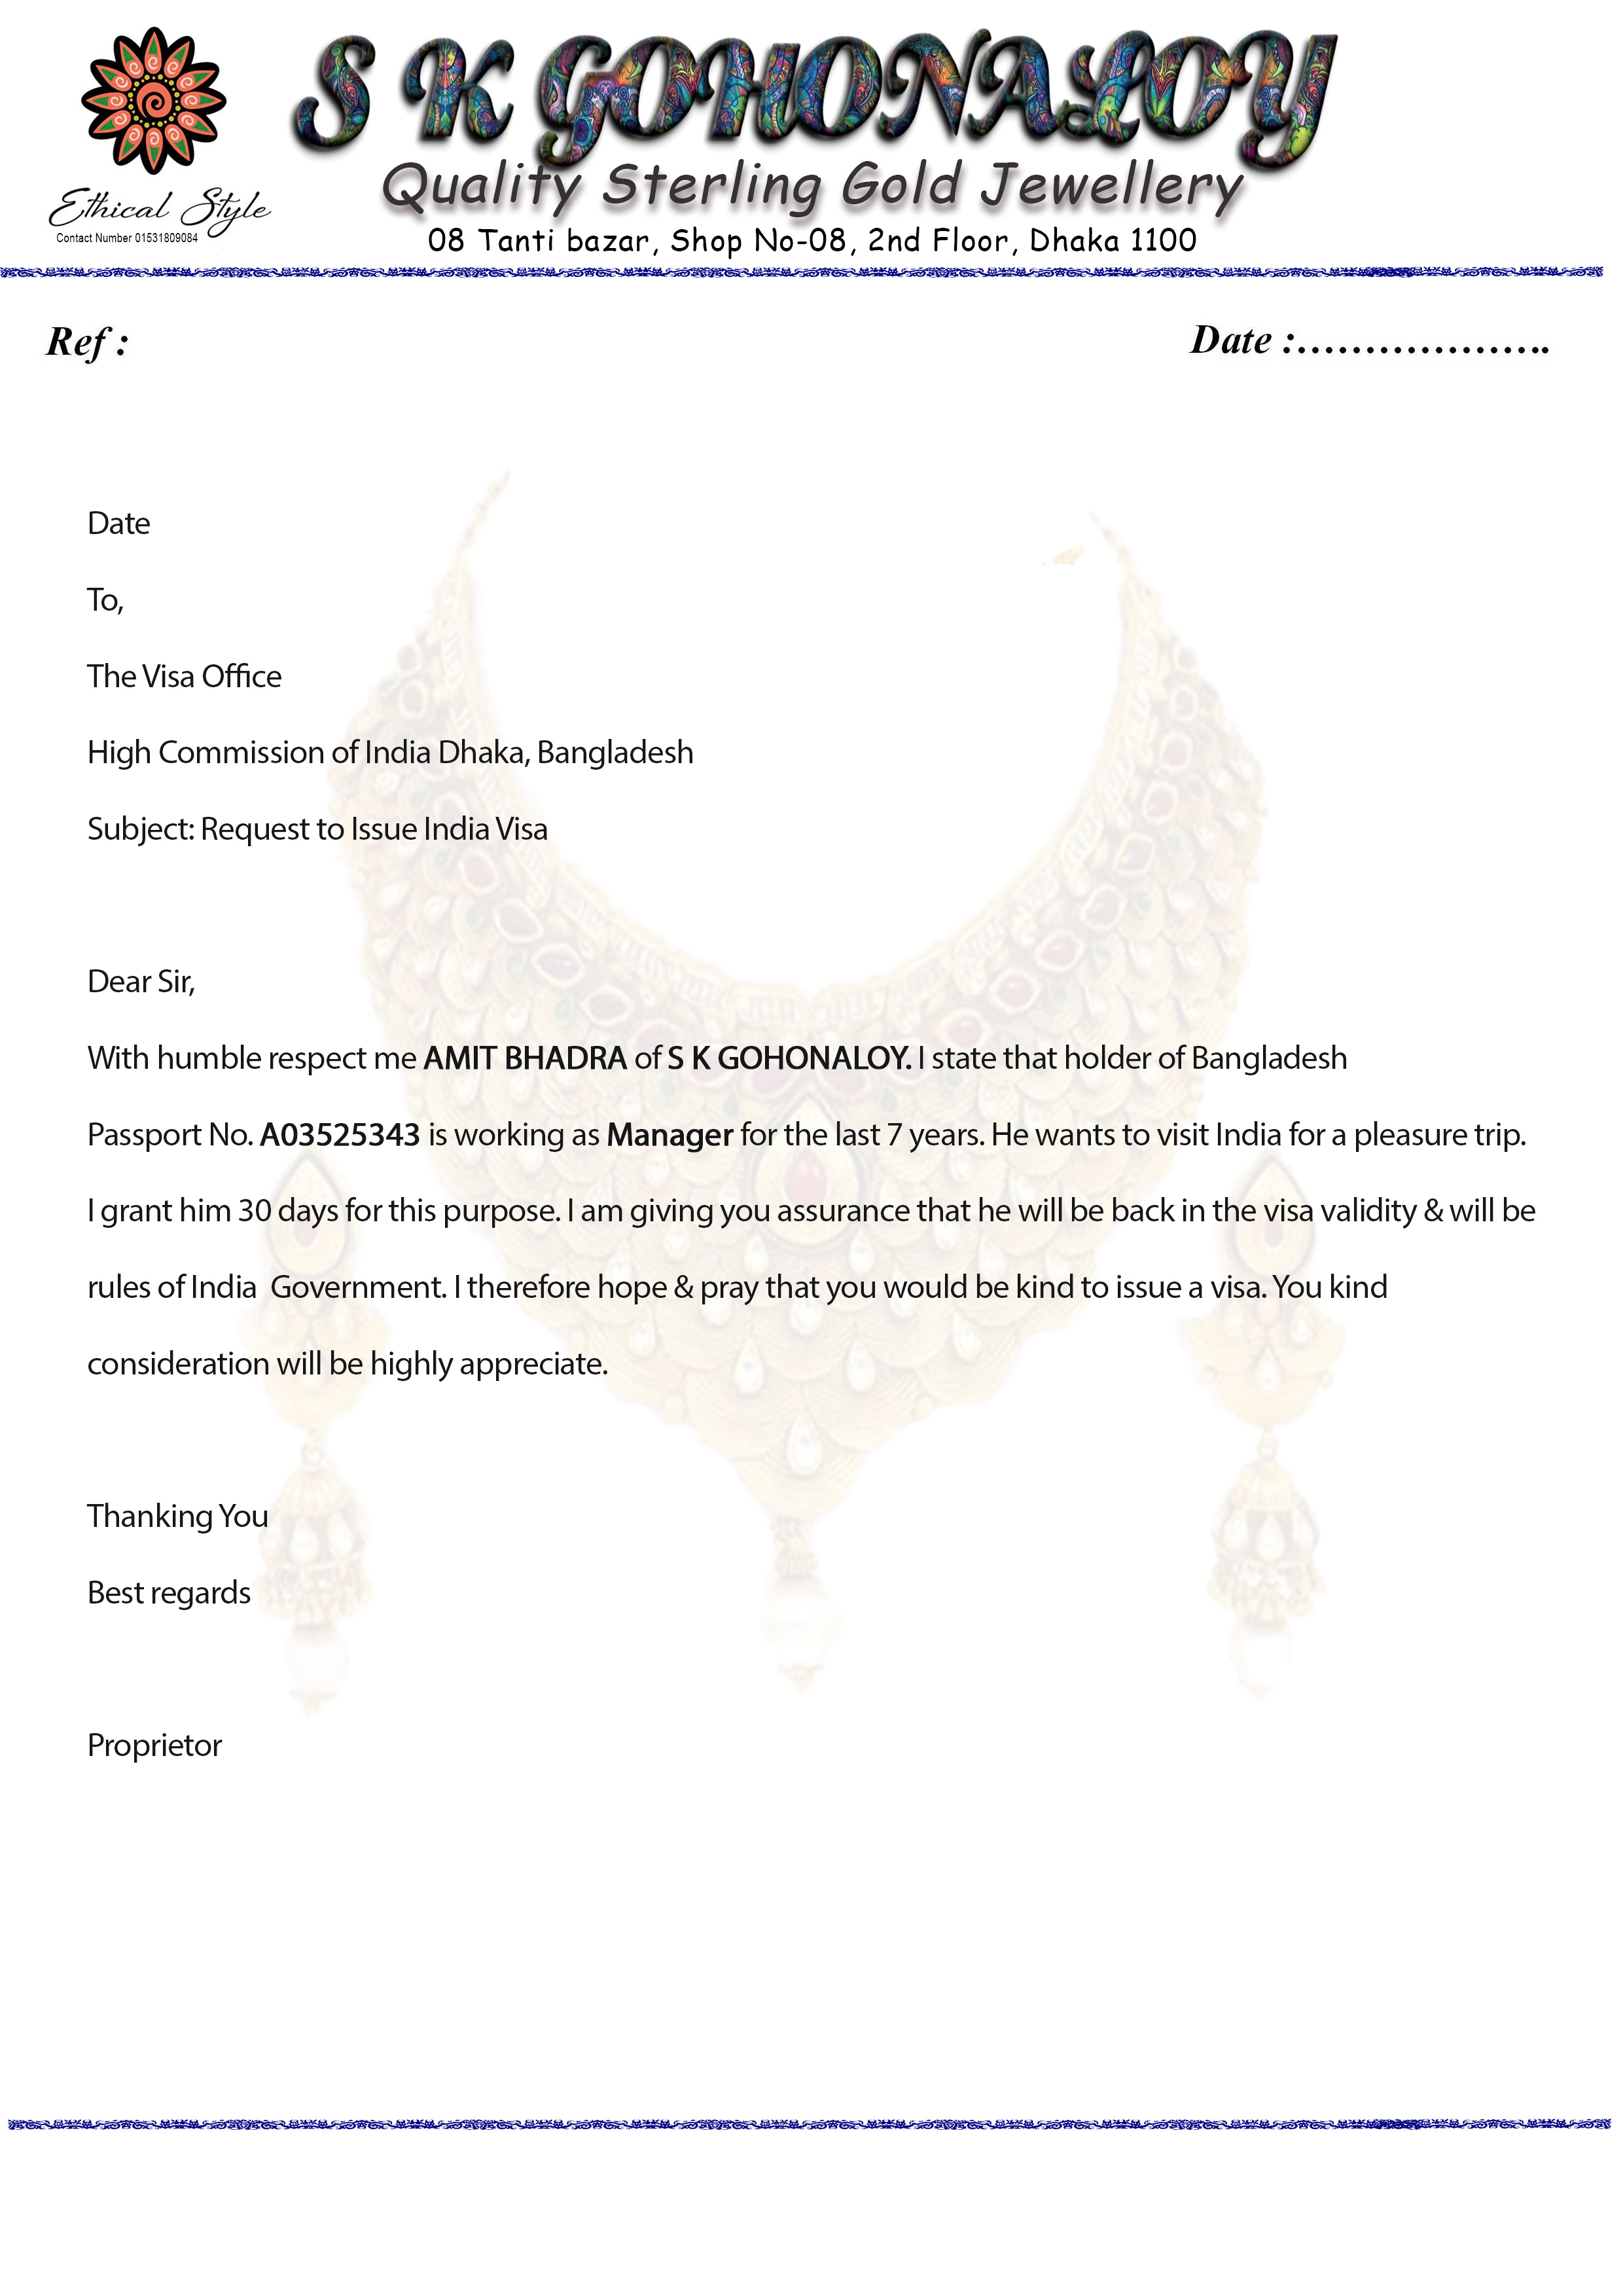 S K GOHONALOY
Quality Sterling Gold Jewellery
Ethical Style
Contact Number 01531809084
08 Tanti bazar, Shop No-08, 2nd Floor, Dhaka 1100
Ref :
Date :...................
Date
To,
The Visa Office
High Commission of India Dhaka, Bangladesh
Subject: Request to Issue India Visa
Dear Sir,
With humble respect me AMIT BHADRA of S K GOHONALOY. I state that holder of Bangladesh
Passport No. A03525343 is working as Manager for the last 7 years. He wants to visit India for a pleasure trip.
I grant him 30 days for this purpose. I am giving you assurance that he will be back in the visa validity & will be
rules of India  Government. I therefore hope & pray that you would be kind to issue a visa. You kind
consideration will be highly appreciate.
Thanking You
Best regards
Proprietor